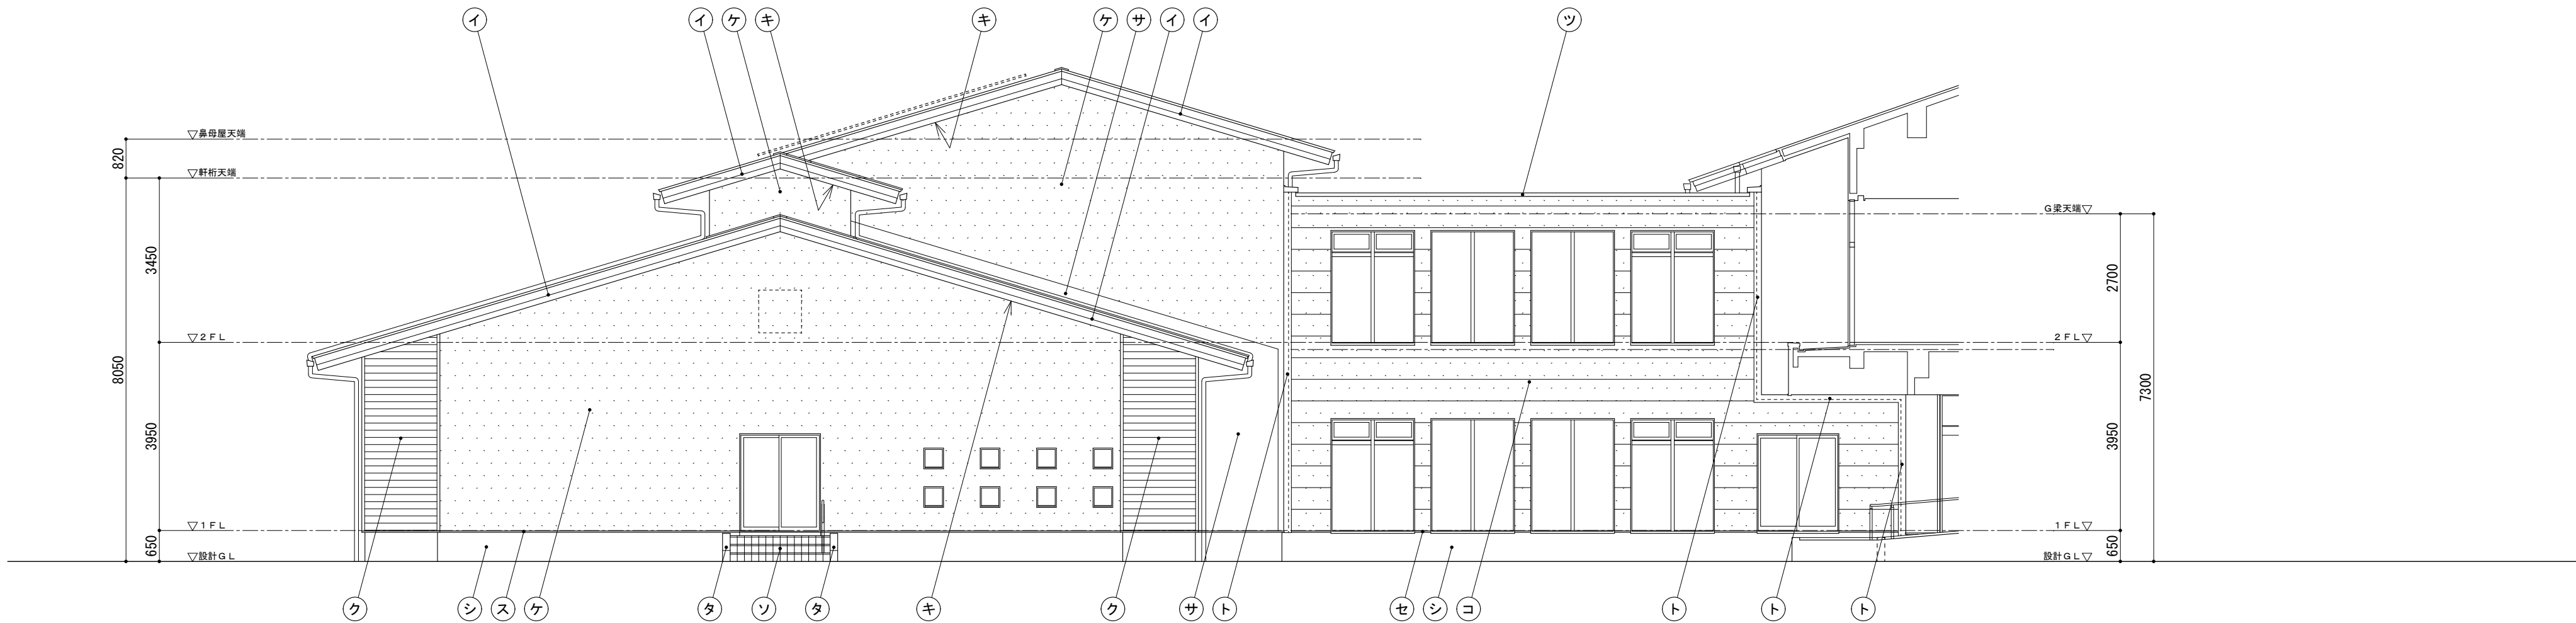 イ イ ケ キ キ ケ サ イ イ ツ
▽鼻母屋天端
820
▽軒桁天端
G梁天端▽
3450
2700
▽2FL
2FL▽
8050
7300
3950
3950
▽1FL
1FL▽
650
650
▽設計GL
設計GL▽
ク シ ス ケ タ ソ タ キ ク サ ト セ シ コ ト ト ト